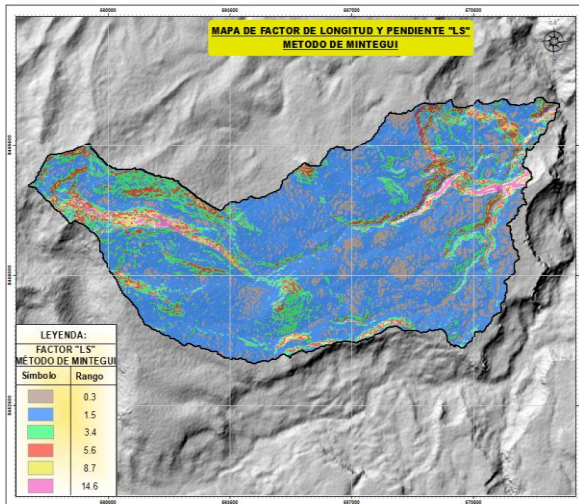 MAPA DE FACTOR DE LONGITUD Y PENDIENTE "LS"
METODO DE MINTEGUI
LEYENDA:
FACTOR "LS"
MÉTODO DE MINTEGUI
Simbolo Rango
0.3
1.5
3.4
5.6
8.7
14.6